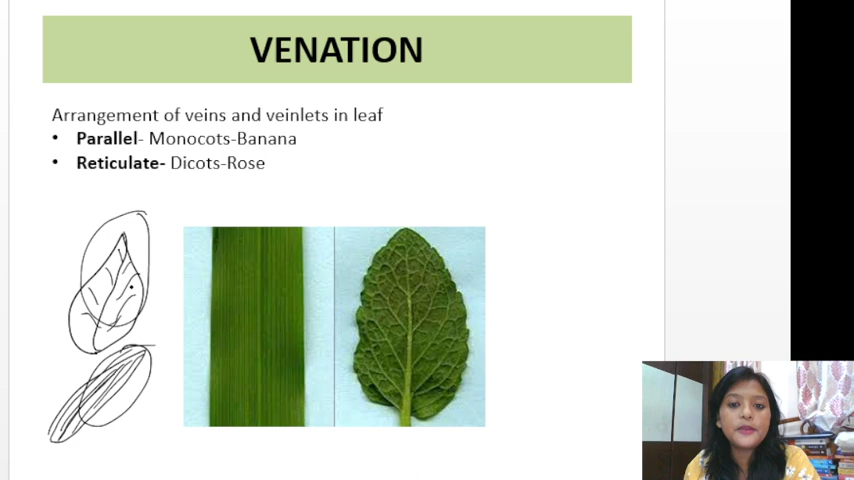 VENATION
Arrangement of veins and veinlets in leaf
• Parallel- Monocots-Banana
• Reticulate- Dicots-Rose